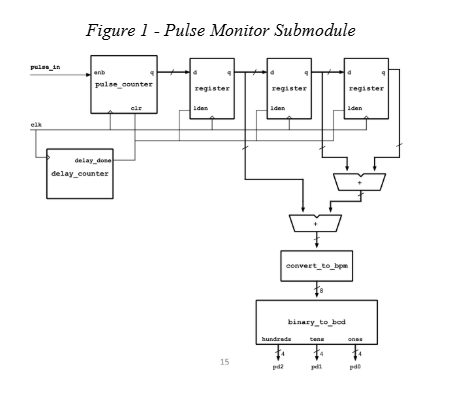 Figure 1 - Pulse Monitor Submodule
pulse_in
enb q
pulse_counter
clr
d q
register
lden
d q
register
lden
d q
register
lden
clk
delay_done
delay_counter
+
+
convert_to_bpm
8
binary_to_bcd
hundreds tens ones
4 4 4
pd2 pd1 pd0
15